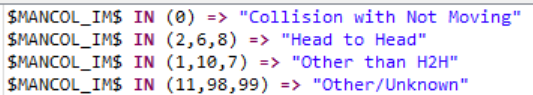 $MANCOL_IM$ IN (0) => "Collision with Not Moving"
$MANCOL_IM$ IN (2,6,8) => "Head to Head"
$MANCOL_IM$ IN (1,10,7) => "Other than H2H"
$MANCOL_IM$ IN (11,98,99) => "Other/Unknown"